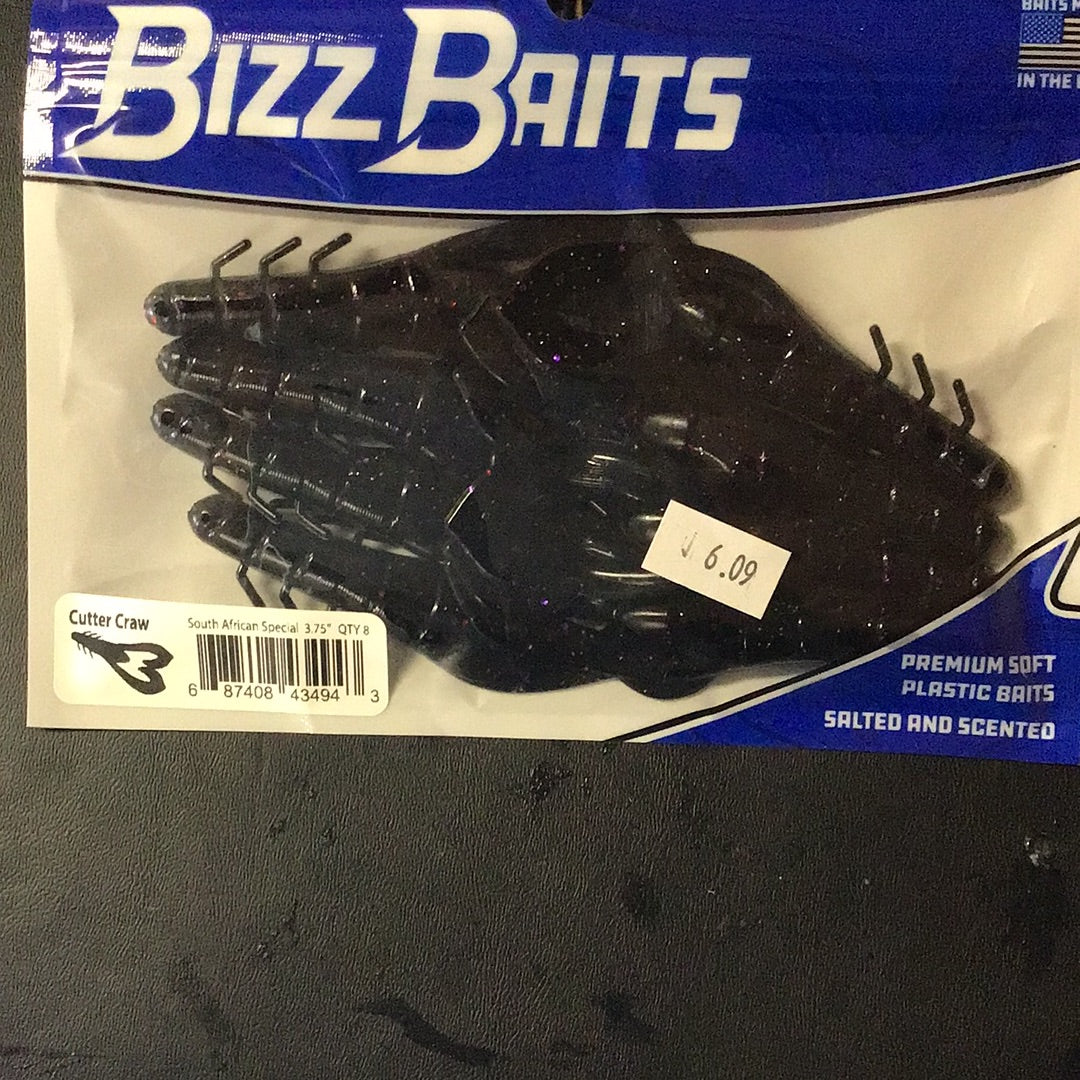 BAITS M
BIZZ BAITS
IN THE
$ 6.09
Cutter Craw
South African Special 3.75" QTY 8
6 87408 43494 3
PREMIUM SOFT
PLASTIC BAITS
SALTED AND SCENTED